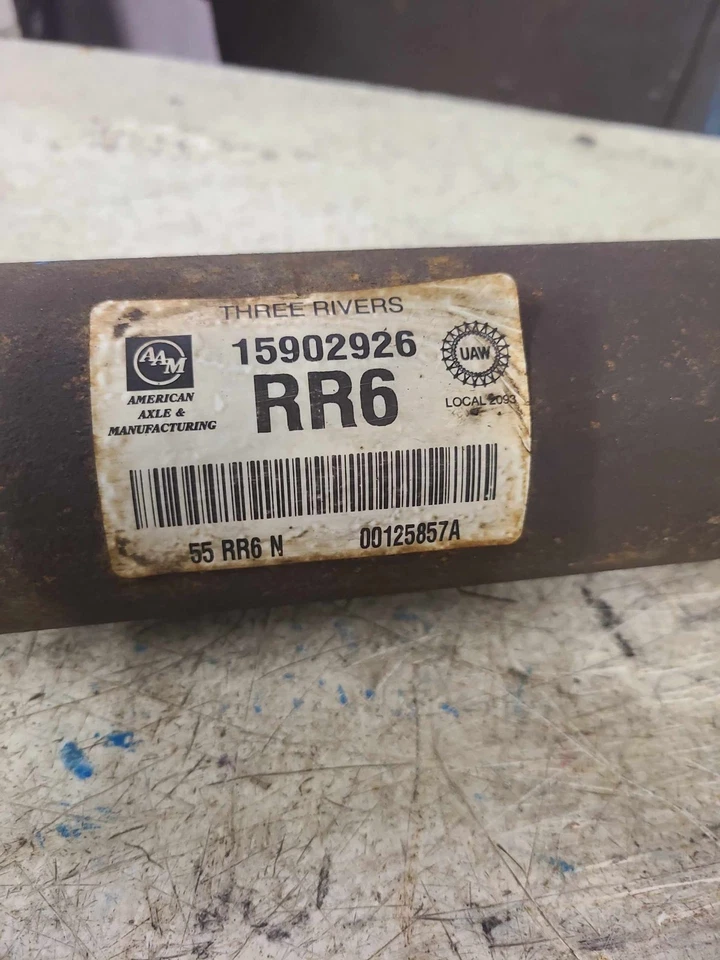 THREE RIVERS
AAM
AMERICAN
AXLE &
MANUFACTURING
15902926
RR6
UAW
LOCAL 2093
55 RR6 N 00125857A